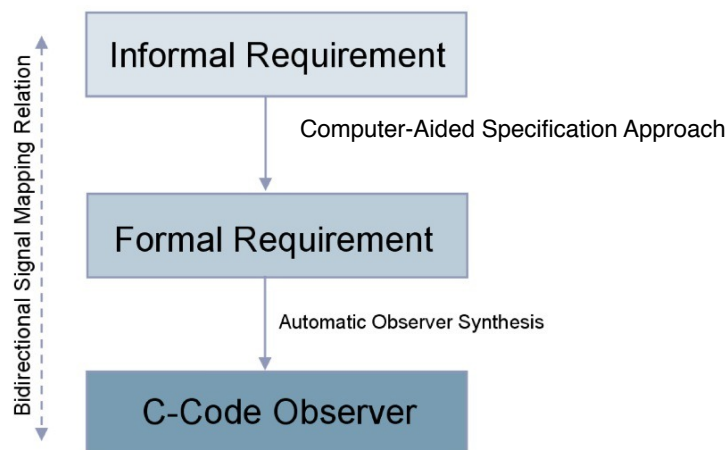 Informal Requirement
Computer-Aided Specification Approach
Formal Requirement
Automatic Observer Synthesis
C-Code Observer
Bidirectional Signal Mapping Relation